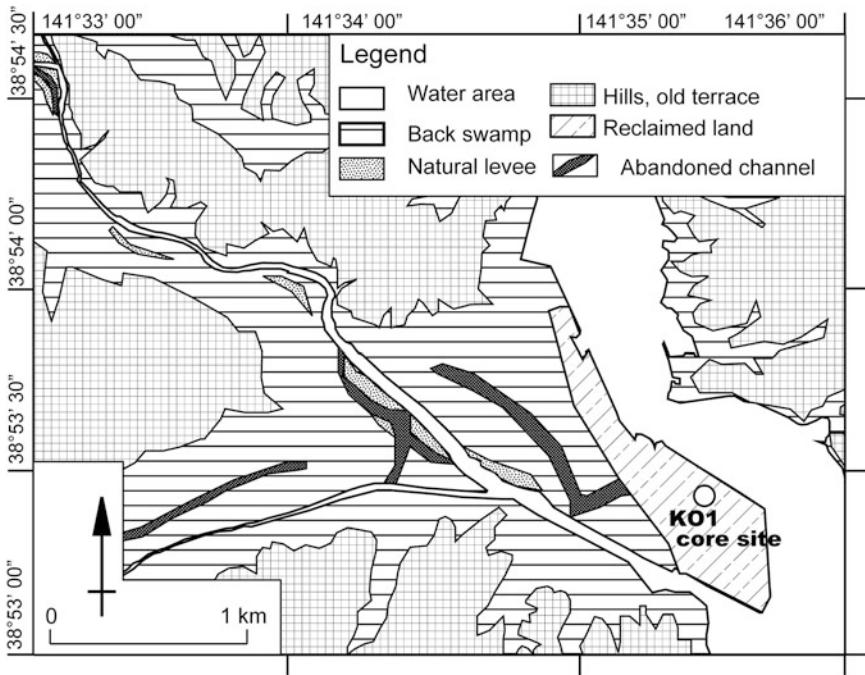 141°33' 00" 141°34' 00" 141°35' 00" 141°36' 00"
38°54' 30"
38°54' 00"
38°53' 30"
38°53' 00"
Legend
Water area
Back swamp
Natural levee
Hills, old terrace
Reclaimed land
Abandoned channel
KO1
core site
0 1 km